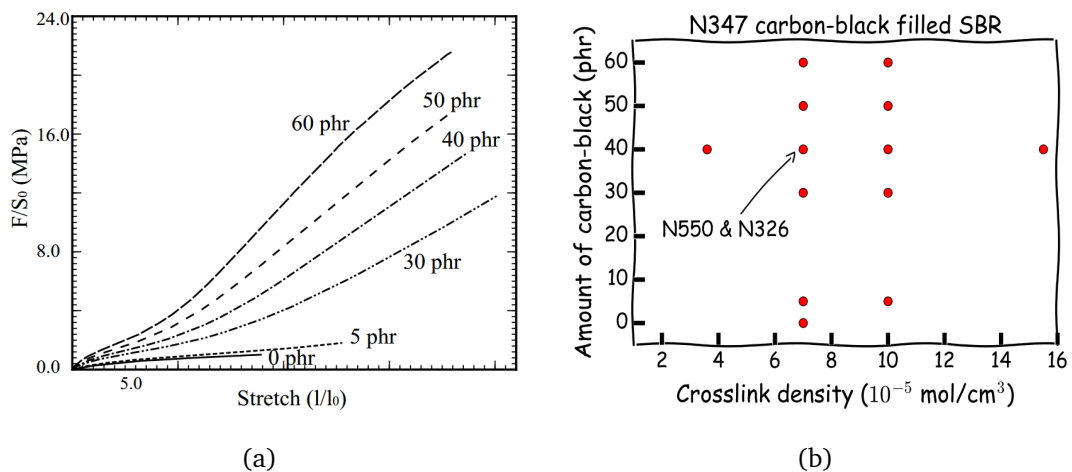 24.0
16.0
8.0
0.0
F/S₀ (MPa)
60 phr
50 phr
40 phr
30 phr
5 phr
0 phr
5.0
Stretch (l/l₀)
(a)
N347 carbon-black filled SBR
Amount of carbon-black (phr)
60
50
40
30
20
10
0
N550 & N326
2 4 6 8 10 12 14 16
Crosslink density (10⁻⁵ mol/cm³)
(b)